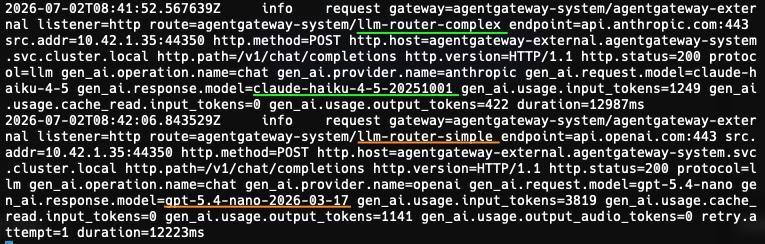 2026-07-02T08:41:52.567639Z info request gateway=agentgateway-system/agentgateway-exter
nal listener=http route=agentgateway-system/llm-router-complex endpoint=api.anthropic.com:443
src.addr=10.42.1.35:44350 http.method=POST http.host=agentgateway-external.agentgateway-system
.svc.cluster.local http.path=/v1/chat/completions http.version=HTTP/1.1 http.status=200 protoc
ol=llm gen_ai.operation.name=chat gen_ai.provider.name=anthropic gen_ai.request.model=claude-h
aiku-4-5 gen_ai.response.model=claude-haiku-4-5-20251001 gen_ai.usage.input_tokens=1249 gen_ai
.usage.cache_read.input_tokens=0 gen_ai.usage.output_tokens=422 duration=12987ms
2026-07-02T08:42:06.843529Z info request gateway=agentgateway-system/agentgateway-exter
nal listener=http route=agentgateway-system/llm-router-simple endpoint=api.openai.com:443 src.
addr=10.42.1.35:44350 http.method=POST http.host=agentgateway-external.agentgateway-system.svc
.cluster.local http.path=/v1/chat/completions http.version=HTTP/1.1 http.status=200 protocol=l
lm gen_ai.operation.name=chat gen_ai.provider.name=openai gen_ai.request.model=gpt-5.4-nano ge
n_ai.response.model=gpt-5.4-nano-2026-03-17 gen_ai.usage.input_tokens=3819 gen_ai.usage.cache_
read.input_tokens=0 gen_ai.usage.output_tokens=1141 gen_ai.usage.output_audio_tokens=0 retry.a
ttempt=1 duration=12223ms